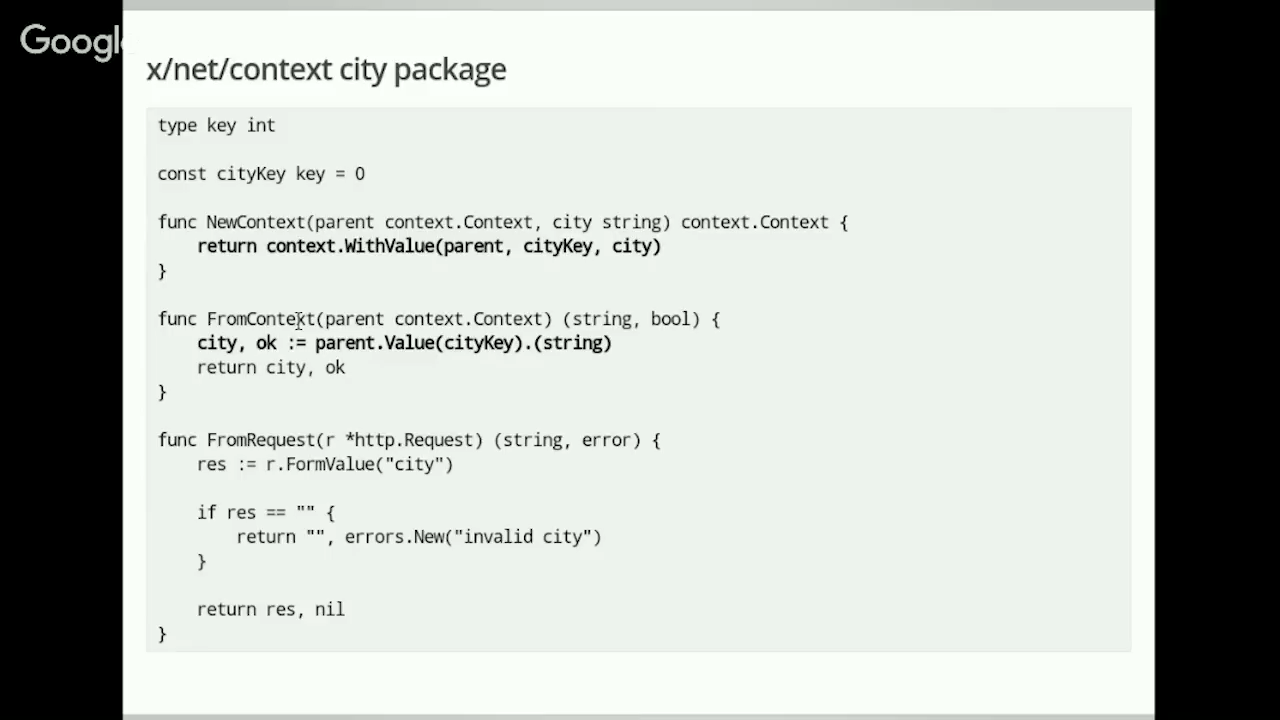 Google
x/net/context city package
type key int
const cityKey key = 0
func NewContext(parent context.Context, city string) context.Context {
    return context.WithValue(parent, cityKey, city)
}
func FromContext(parent context.Context) (string, bool) {
    city, ok := parent.Value(cityKey).(string)
    return city, ok
}
func FromRequest(r *http.Request) (string, error) {
    res := r.FormValue("city")
    if res == "" {
        return "", errors.New("invalid city")
    }
    return res, nil
}